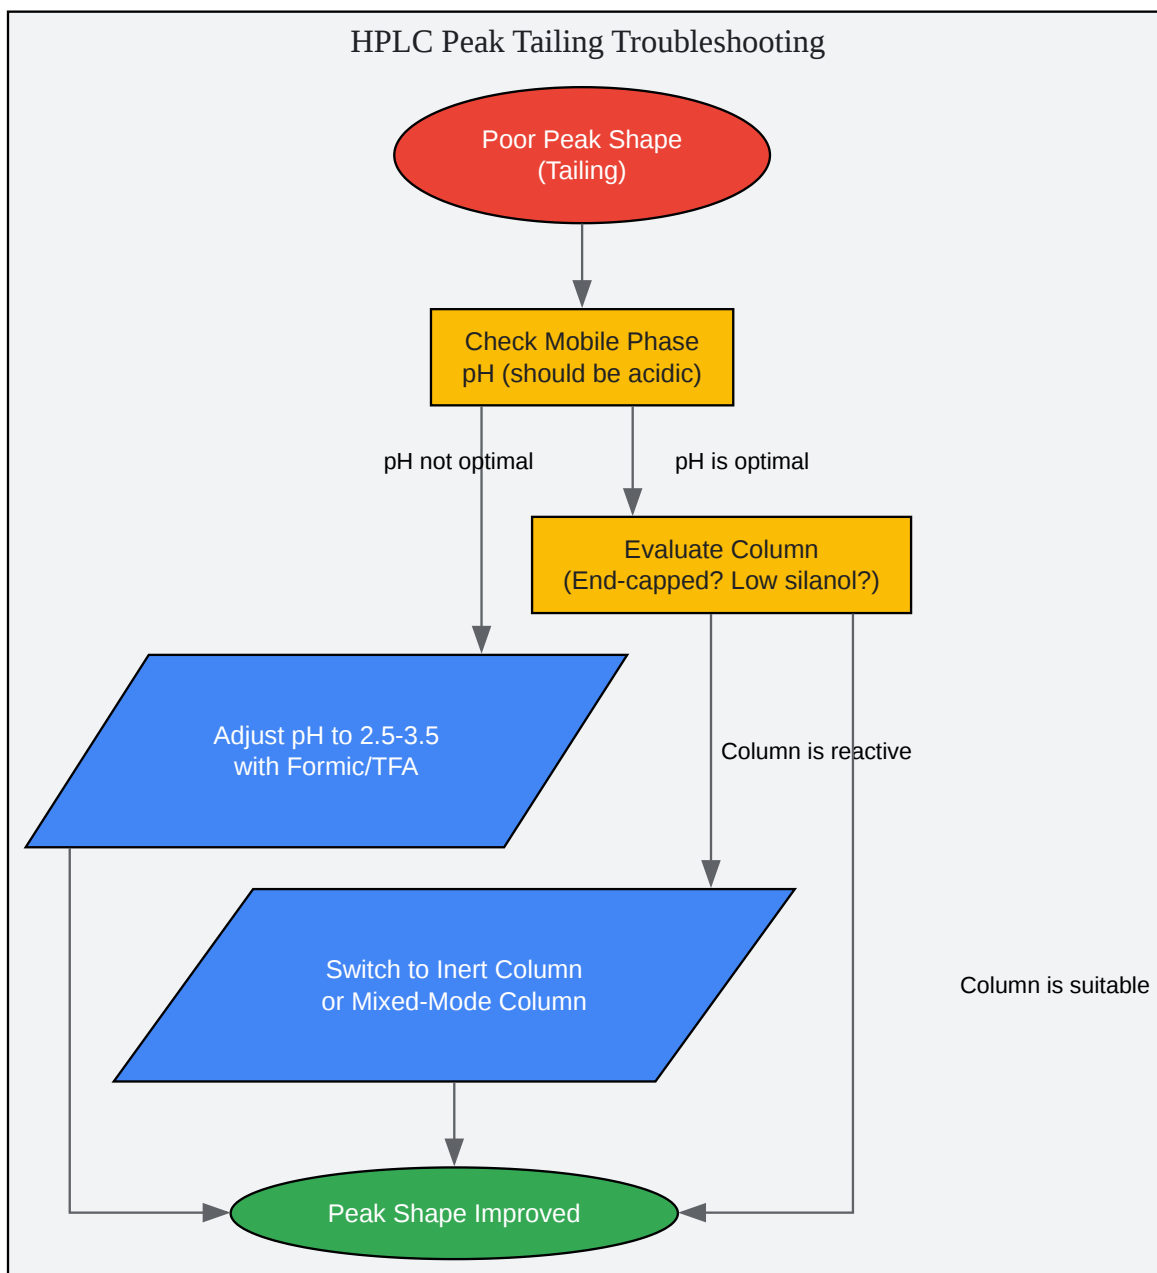 HPLC Peak Tailing Troubleshooting
Poor Peak Shape
(Tailing)
Check Mobile Phase
pH (should be acidic)
pH not optimal
pH is optimal
Evaluate Column
(End-capped? Low silanol?)
Adjust pH to 2.5-3.5
with Formic/TFA
Column is reactive
Switch to Inert Column
or Mixed-Mode Column
Column is suitable
Peak Shape Improved